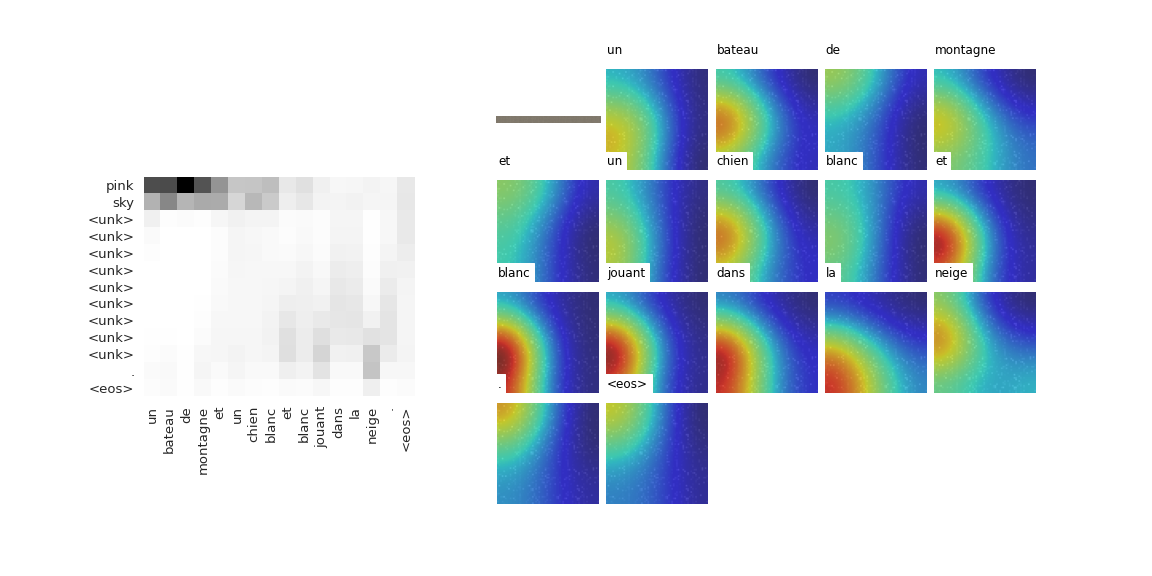 pink
sky
<unk>
<unk>
<unk>
<unk>
<unk>
<unk>
<unk>
<unk>
<unk>
.
<eos>
un
bateau
de
montagne
et
un
chien
blanc
et
blanc
jouant
dans
la
neige
.
<eos>
un bateau de montagne
et un chien blanc et
blanc jouant dans la neige
. <eos>